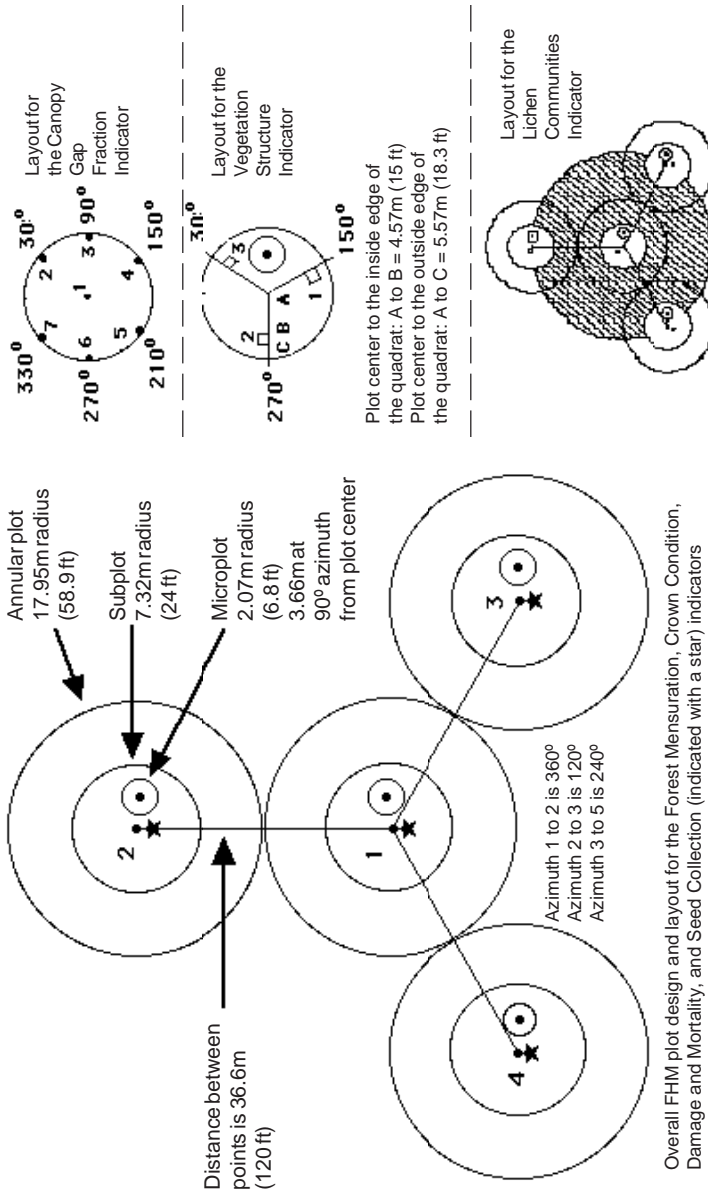 Annular plot
17.95m radius
(58.9 ft)
Subplot
7.32m radius
(24 ft)
Microplot
2.07m radius
(6.8 ft)
3.66m at
90º azimuth
from plot center
Distance between
points is 36.6m
(120 ft)
2
1
3
4
Azimuth 1 to 2 is 360º
Azimuth 2 to 3 is 120º
Azimuth 3 to 5 is 240º
Overall FHM plot design and layout for the Forest Mensuration, Crown Condition,
Damage and Mortality, and Seed Collection (indicated with a star) indicators
Layout for
the Canopy
Gap
Fraction
Indicator
330º
30º
270º
90º
210º
150º
7
2
6
1
3
5
4
Layout for the
Vegetation
Structure
Indicator
30º
270º
150º
2
3
C B A
1
Plot center to the inside edge of
the quadrat: A to B = 4.57m (15 ft)
Plot center to the outside edge of
the quadrat: A to C = 5.57m (18.3 ft)
Layout for the
Lichen
Communities
Indicator